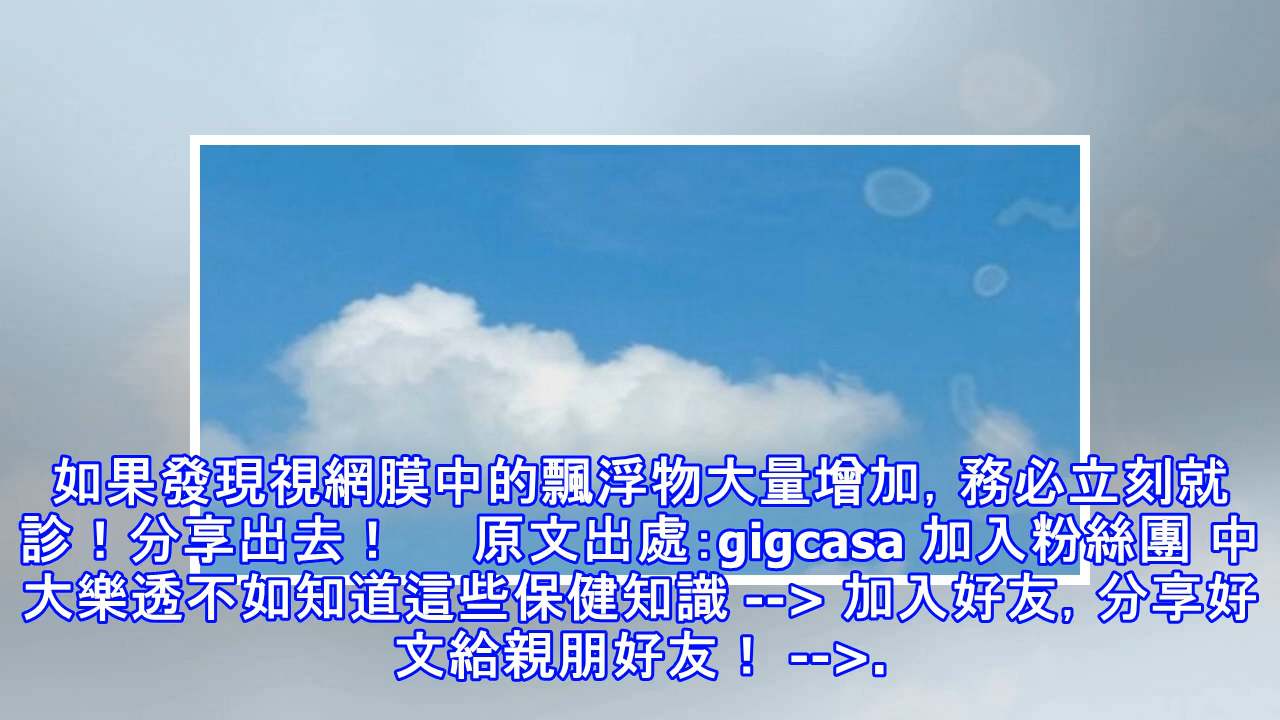 如果發現視網膜中的飄浮物大量增加, 務必立刻就
診！分享出去！ 原文出處:gigcasa 加入粉絲團 中
大樂透不如知道這些保健知識 --> 加入好友, 分享好
文給親朋好友！ -->.